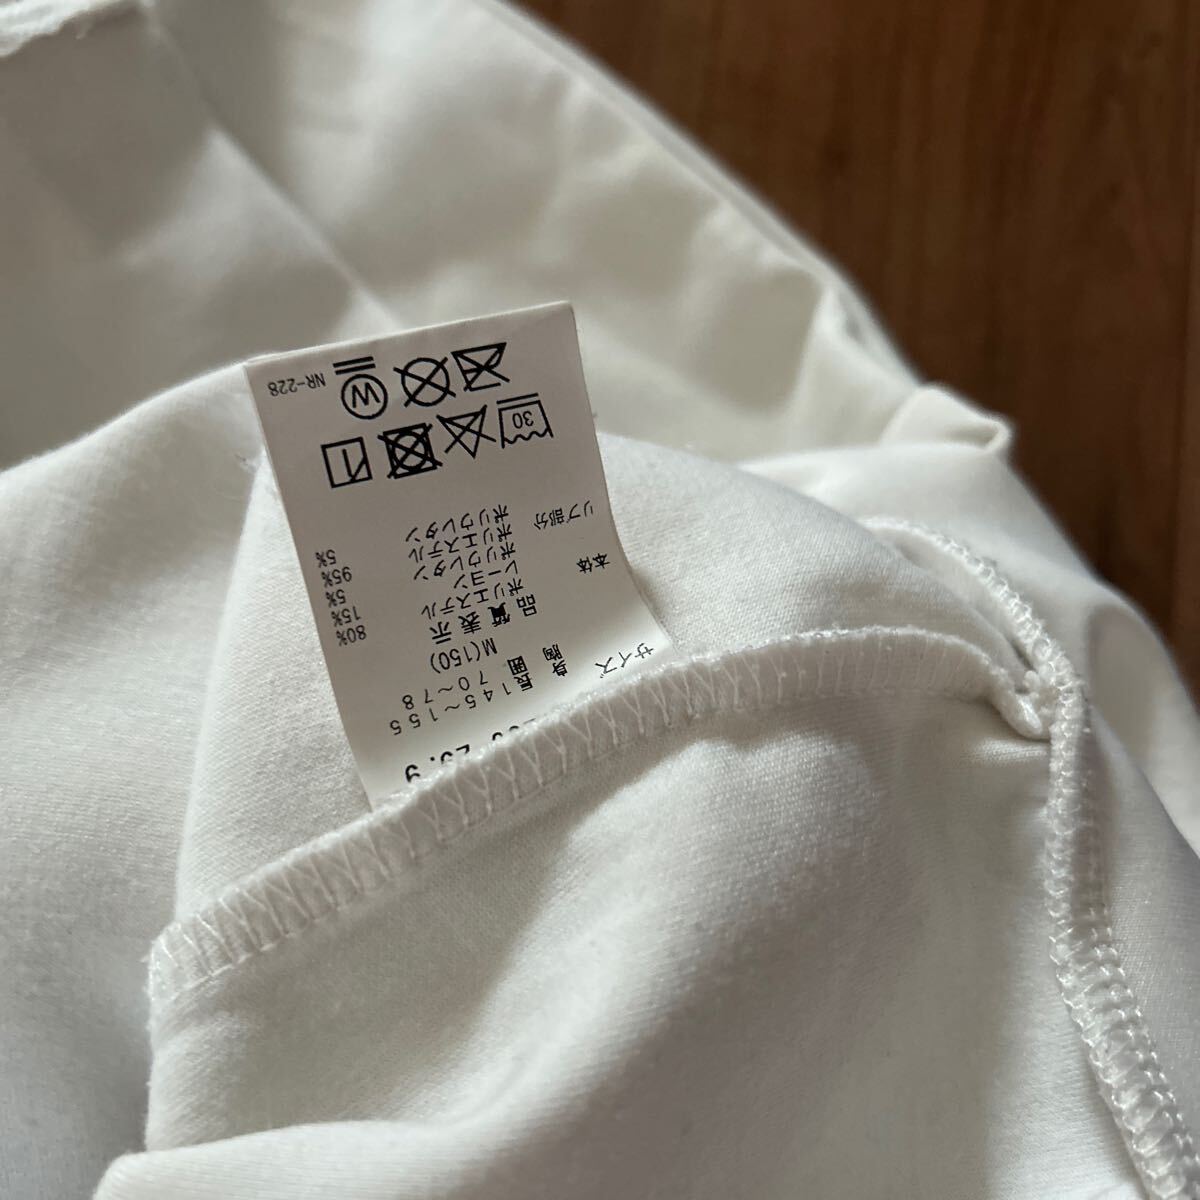 サイズ
身長 145～155
胸囲 70～78
M(150)
品質表示
本体
ポリエステル 80%
レーヨン 15%
ポリウレタン 5%
リブ部分
ポリエステル 95%
ポリウレタン 5%
30
W
NR-228